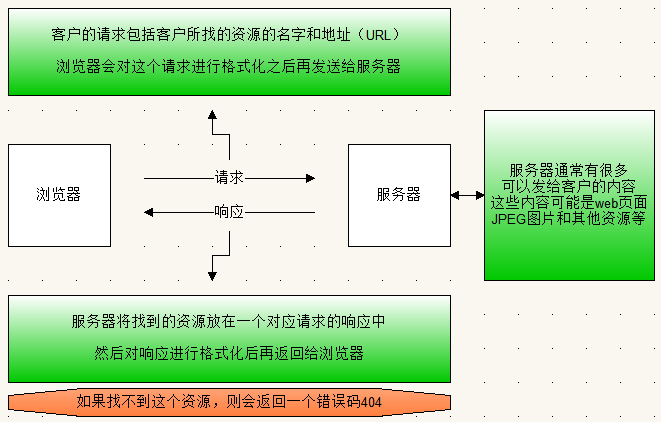 客户的请求包括客户所找的资源的名字和地址（URL）
浏览器会对这个请求进行格式化之后再发送给服务器
浏览器
请求
响应
服务器
服务器通常有很多
可以发给客户的内容
这些内容可能是web页面
JPEG图片和其他资源等
服务器将找到的资源放在一个对应请求的响应中
然后对响应进行格式化后再返回给浏览器
如果找不到这个资源，则会返回一个错误码404